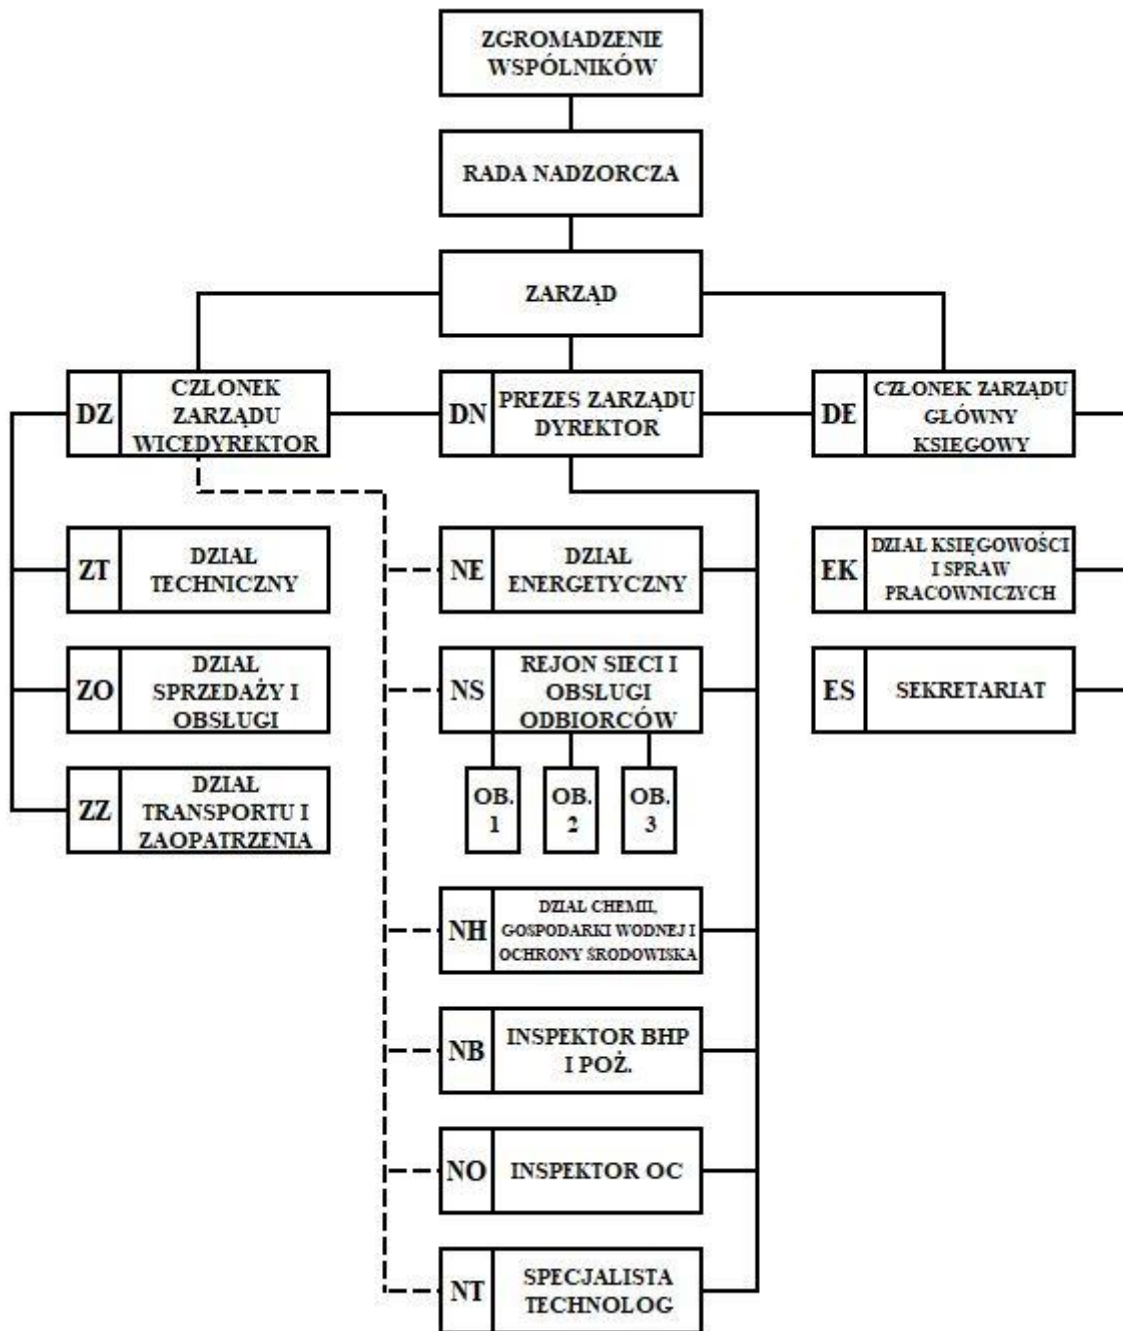 ZGROMADZENIE
WSPÓLNIKÓW
RADA NADZORCZA
ZARZĄD
DZ
CZŁONEK
ZARZĄDU
WICEDYREKTOR
DN
PREZES ZARZĄDU
DYREKTOR
DE
CZŁONEK ZARZĄDU
GŁÓWNY
KSIĘGOWY
ZT
DZIAŁ
TECHNICZNY
NE
DZIAŁ
ENERGETYCZNY
EK
DZIAŁ KSIĘGOWOŚCI
I SPRAW
PRACOWNICZYCH
ZO
DZIAŁ
SPRZEDAŻY I
OBSŁUGI
NS
REJON SIECI I
OBSŁUGI
ODBIORCÓW
ES
SEKRETARIAT
ZZ
DZIAŁ
TRANSPORTU I
ZAOPATRZENIA
OB.
1
OB.
2
OB.
3
NH
DZIAŁ CHEMII,
GOSPODARKI WODNEJ I
OCHRONY ŚRODOWISKA
NB
INSPEKTOR BHP
I POŻ.
NO
INSPEKTOR OC
NT
SPECJALISTA
TECHNOLOG